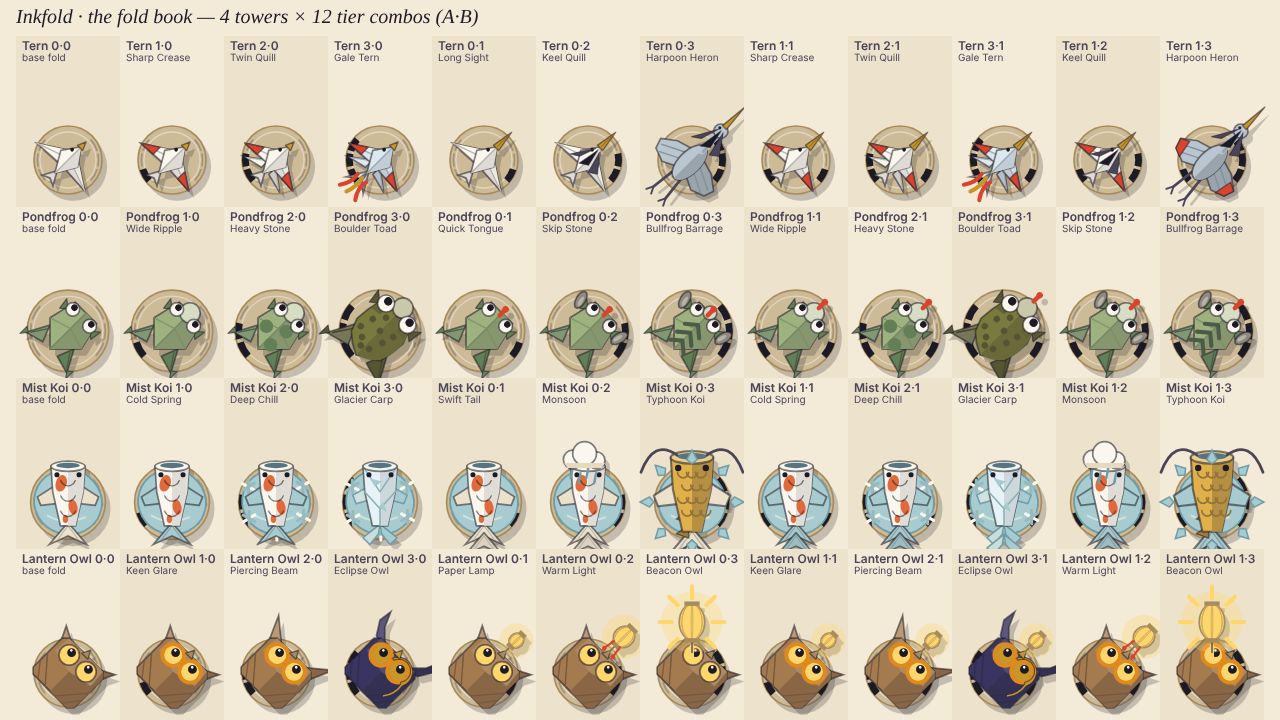 Inkfold · the fold book — 4 towers × 12 tier combos (A·B)
Tern 0·0
base fold
Tern 1·0
Sharp Crease
Tern 2·0
Twin Quill
Tern 3·0
Gale Tern
Tern 0·1
Long Sight
Tern 0·2
Keel Quill
Tern 0·3
Harpoon Heron
Tern 1·1
Sharp Crease
Tern 2·1
Twin Quill
Tern 3·1
Gale Tern
Tern 1·2
Keel Quill
Tern 1·3
Harpoon Heron
Pondfrog 0·0
base fold
Pondfrog 1·0
Wide Ripple
Pondfrog 2·0
Heavy Stone
Pondfrog 3·0
Boulder Toad
Pondfrog 0·1
Quick Tongue
Pondfrog 0·2
Skip Stone
Pondfrog 0·3
Bullfrog Barrage
Pondfrog 1·1
Wide Ripple
Pondfrog 2·1
Heavy Stone
Pondfrog 3·1
Boulder Toad
Pondfrog 1·2
Skip Stone
Pondfrog 1·3
Bullfrog Barrage
Mist Koi 0·0
base fold
Mist Koi 1·0
Cold Spring
Mist Koi 2·0
Deep Chill
Mist Koi 3·0
Glacier Carp
Mist Koi 0·1
Swift Tail
Mist Koi 0·2
Monsoon
Mist Koi 0·3
Typhoon Koi
Mist Koi 1·1
Cold Spring
Mist Koi 2·1
Deep Chill
Mist Koi 3·1
Glacier Carp
Mist Koi 1·2
Monsoon
Mist Koi 1·3
Typhoon Koi
Lantern Owl 0·0
base fold
Lantern Owl 1·0
Keen Glare
Lantern Owl 2·0
Piercing Beam
Lantern Owl 3·0
Eclipse Owl
Lantern Owl 0·1
Paper Lamp
Lantern Owl 0·2
Warm Light
Lantern Owl 0·3
Beacon Owl
Lantern Owl 1·1
Keen Glare
Lantern Owl 2·1
Piercing Beam
Lantern Owl 3·1
Eclipse Owl
Lantern Owl 1·2
Warm Light
Lantern Owl 1·3
Beacon Owl